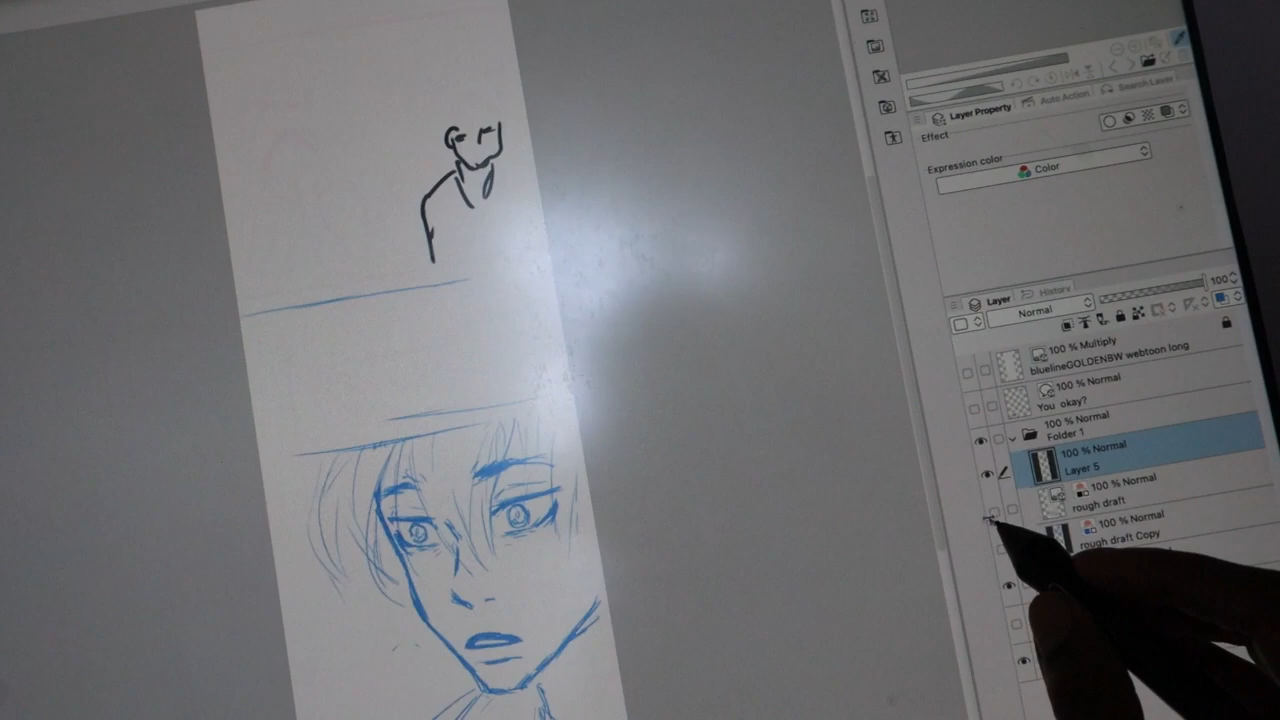 Search Layer
Auto Action
Layer Property
Effect
Expression color
Color
Layer
History
100
Normal
100 % Multiply
bluelineGOLDENBW webtoon long
100 % Normal
You okay?
100 % Normal
Folder 1
100 % Normal
Layer 5
100 % Normal
rough draft
100 % Normal
rough draft Copy